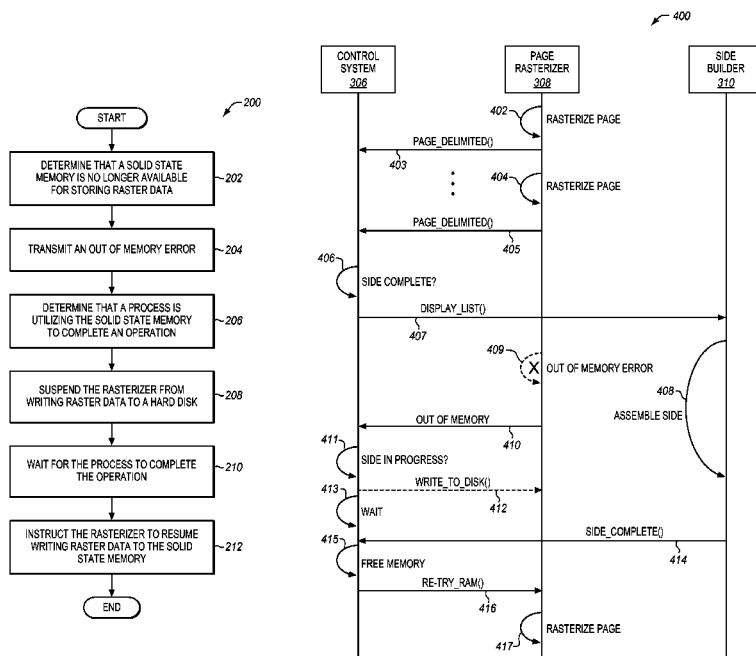 200
START
DETERMINE THAT A SOLID STATE
MEMORY IS NO LONGER AVAILABLE
FOR STORING RASTER DATA
202
TRANSMIT AN OUT OF MEMORY ERROR
204
DETERMINE THAT A PROCESS IS
UTILIZING THE SOLID STATE MEMORY
TO COMPLETE AN OPERATION
206
SUSPEND THE RASTERIZER FROM
WRITING RASTER DATA TO A HARD DISK
208
WAIT FOR THE PROCESS TO COMPLETE
THE OPERATION
210
INSTRUCT THE RASTERIZER TO RESUME
WRITING RASTER DATA TO THE SOLID
STATE MEMORY
212
END
400
CONTROL
SYSTEM
306
PAGE
RASTERIZER
308
SIDE
BUILDER
310
402
RASTERIZE PAGE
PAGE_DELIMITED()
403
404
RASTERIZE PAGE
PAGE_DELIMITED()
405
406
SIDE COMPLETE?
DISPLAY_LIST()
407
409
X
OUT OF MEMORY ERROR
408
ASSEMBLE SIDE
OUT OF MEMORY
410
411
SIDE IN PROGRESS?
WRITE_TO_DISK()
412
413
WAIT
SIDE_COMPLETE()
414
415
FREE MEMORY
RE-TRY_RAM()
416
RASTERIZE PAGE
417